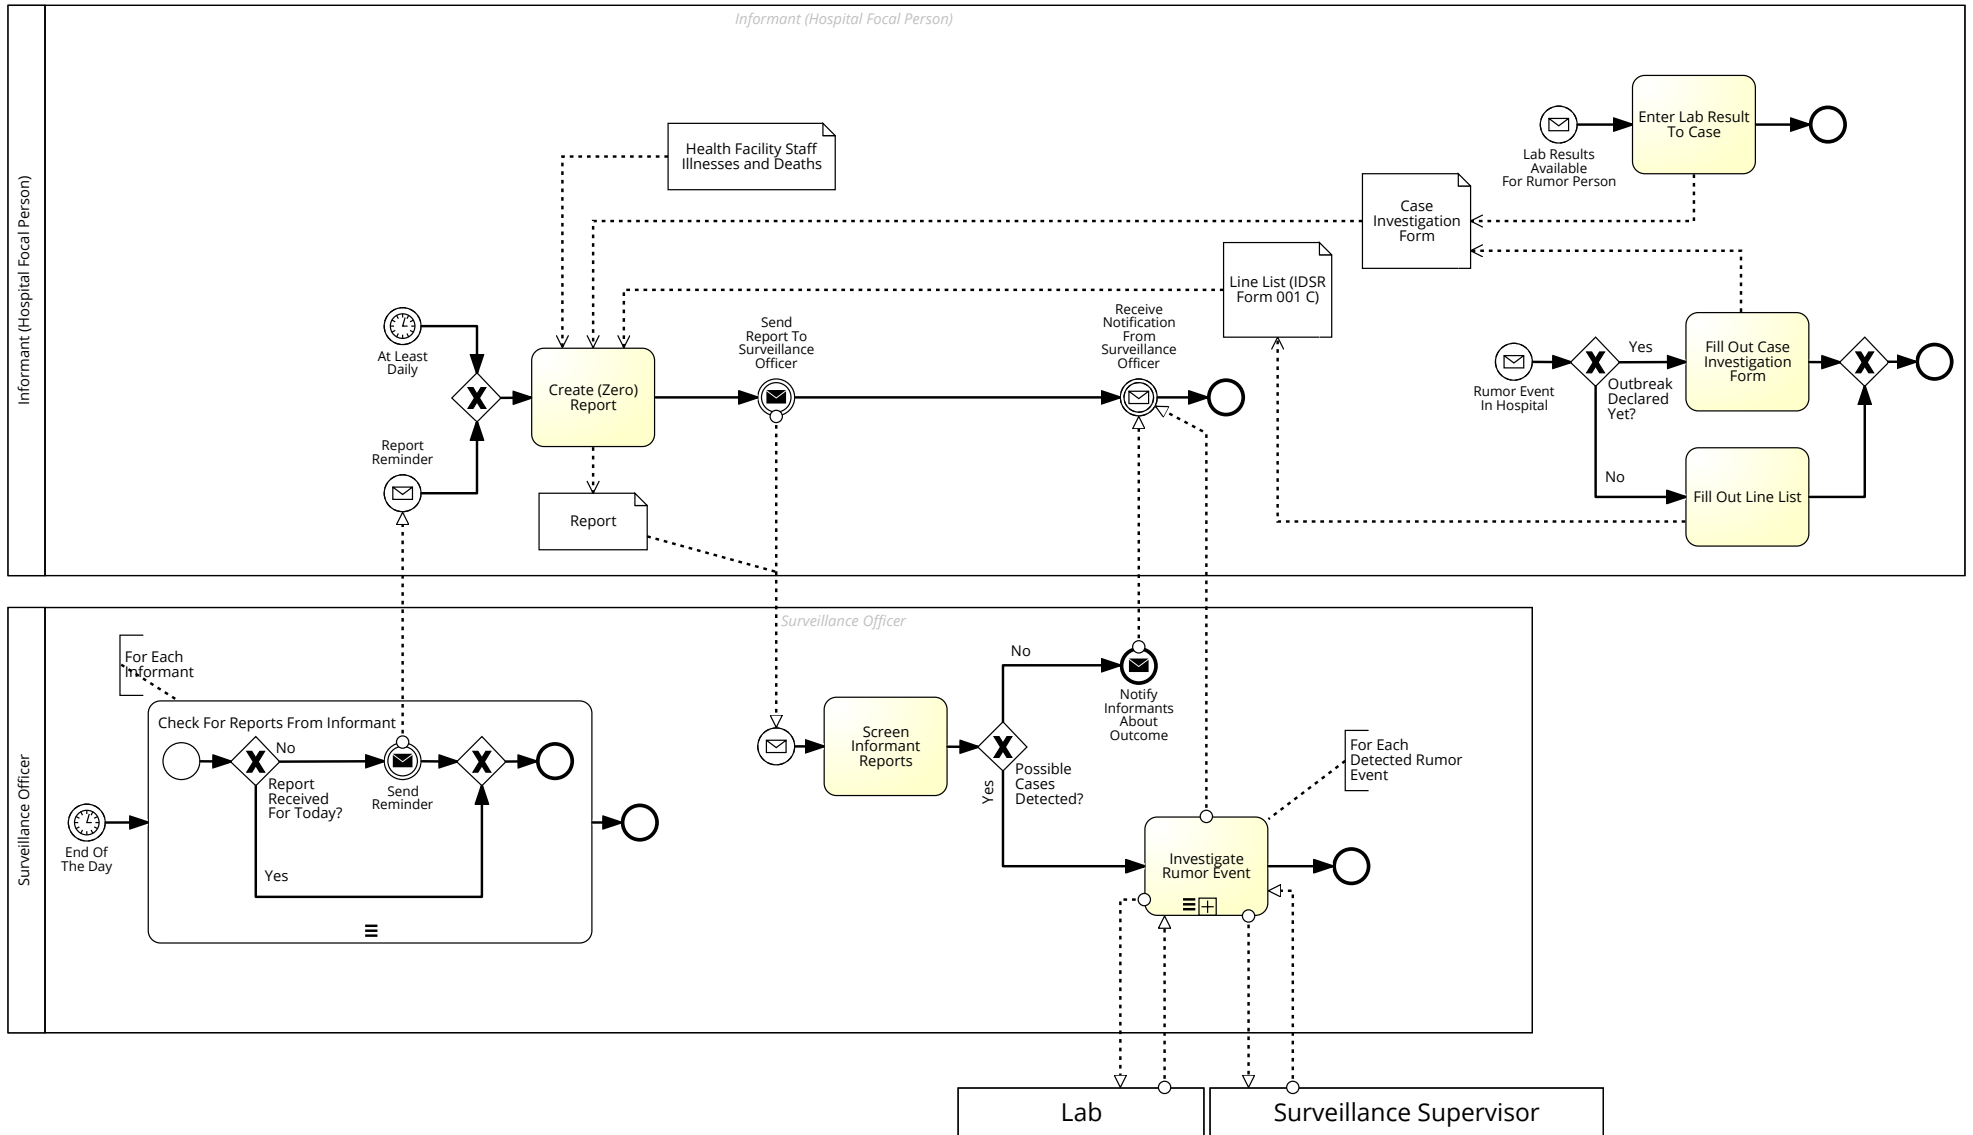 Informant (Hospital Focal Person)
Informant (Hospital Focal Person)
Enter Lab Result
To Case
Lab Results
Available
For Rumor Person
Health Facility Staff
Illnesses and Deaths
Case
Investigation
Form
Line List (IDSR
Form 001 C)
At Least
Daily
Create (Zero)
Report
Send
Report To
Surveillance
Officer
Receive
Notification
From
Surveillance
Officer
Rumor Event
In Hospital
Yes
Outbreak
Declared
Yet?
Fill Out Case
Investigation
Form
No
Fill Out Line List
Report
Reminder
Report
Surveillance Officer
Surveillance Officer
For Each
Informant
Check For Reports From Informant
No
Report
Received
For Today?
Send
Reminder
Yes
End Of
The Day
Screen
Informant
Reports
No
Notify
Informants
About
Outcome
Possible
Cases
Detected?
Yes
For Each
Detected Rumor
Event
Investigate
Rumor Event
Lab
Surveillance Supervisor